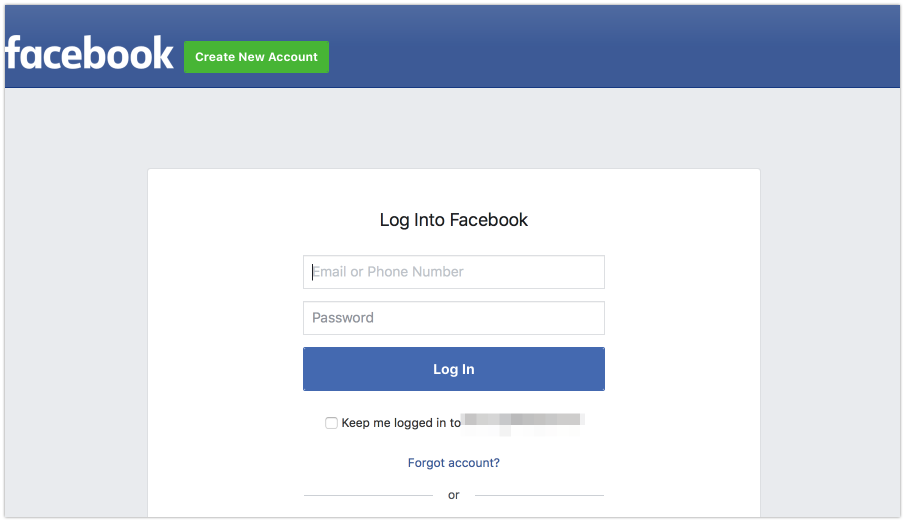 facebook
Create New Account
Log Into Facebook
Email or Phone Number
Password
Log In
Keep me logged in to
Forgot account?
or